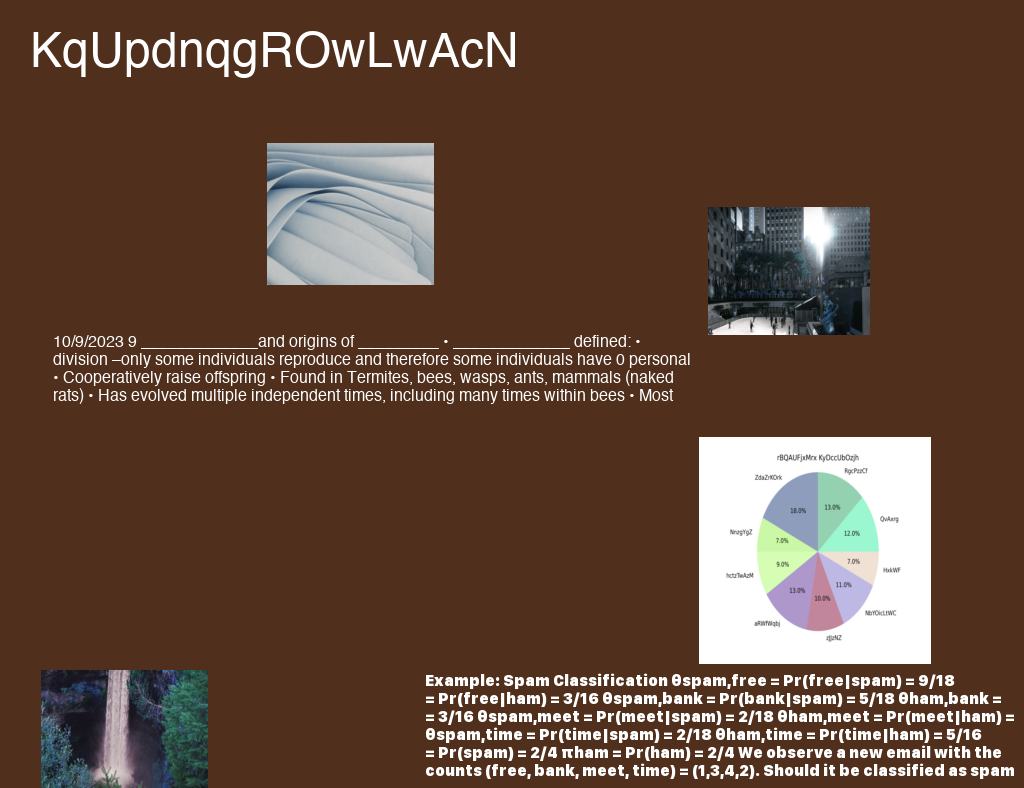 KqUpdnqgROwLwAcN
10/9/2023 9 _____________and origins of _________ • _____________ defined: •
division –only some individuals reproduce and therefore some individuals have 0 personal
• Cooperatively raise offspring • Found in Termites, bees, wasps, ants, mammals (naked
rats) • Has evolved multiple independent times, including many times within bees • Most
rBQAUFjxMrx KyDccUbOzjh
RgcPzzCf
ZdaZrKOrk
13.0%
18.0%
QvAxrg
12.0%
NnzgYgZ
7.0%
7.0%
9.0%
HxkWF
hctzTwAzM
11.0%
13.0%
10.0%
NbYOicLtWC
aRWfWqbj
zJJzNZ
Example: Spam Classification θspam,free = Pr(free|spam) = 9/18
= Pr(free|ham) = 3/16 θspam,bank = Pr(bank|spam) = 5/18 θham,bank =
= 3/16 θspam,meet = Pr(meet|spam) = 2/18 θham,meet = Pr(meet|ham) =
θspam,time = Pr(time|spam) = 2/18 θham,time = Pr(time|ham) = 5/16
= Pr(spam) = 2/4 πham = Pr(ham) = 2/4 We observe a new email with the
counts (free, bank, meet, time) = (1,3,4,2). Should it be classified as spam